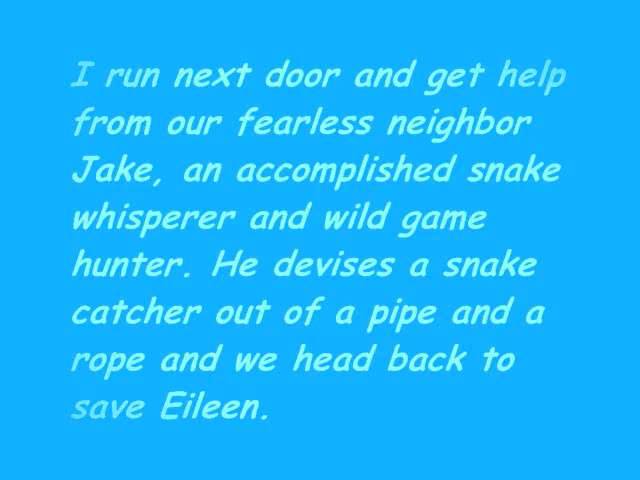 I run next door and get help
from our fearless neighbor
Jake, an accomplished snake
whisperer and wild game
hunter. He devises a snake
catcher out of a pipe and a
rope and we head back to
save Eileen.